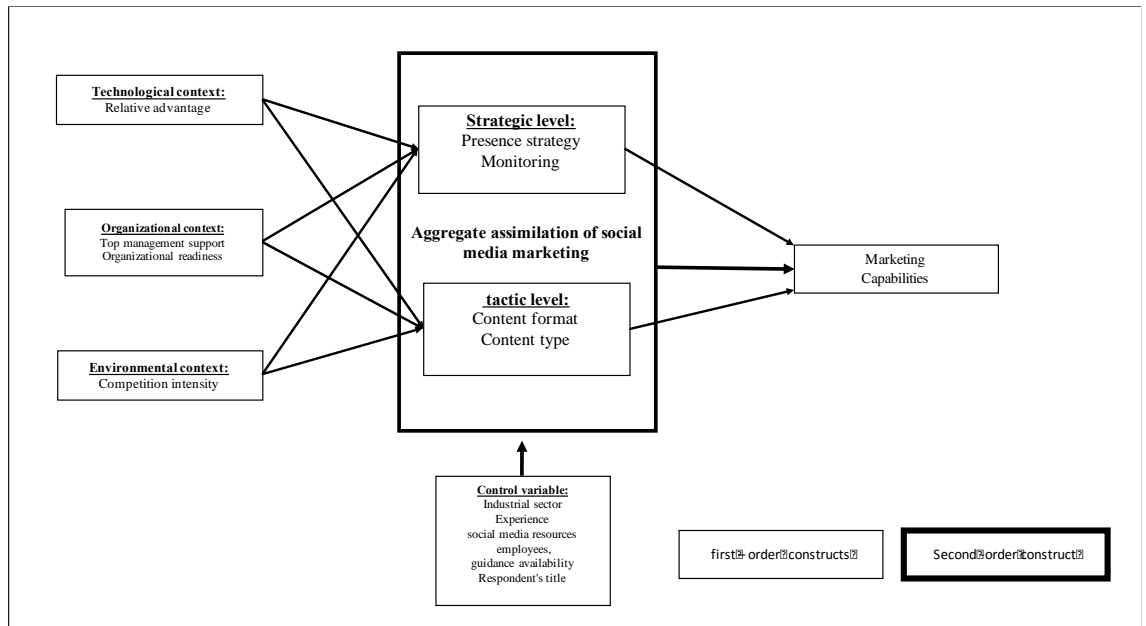 Technological context:
Relative advantage
Organizational context:
Top management support
Organizational readiness
Environmental context:
Competition intensity
Strategic level:
Presence strategy
Monitoring
Aggregate assimilation of social
media marketing
tactic level:
Content format
Content type
Marketing
Capabilities
Control variable:
Industrial sector
Experience
social media resources
employees,
guidance availability
Respondent's title
first⍰-⍰order⍰constructs⍰
Second⍰-⍰order⍰construct⍰